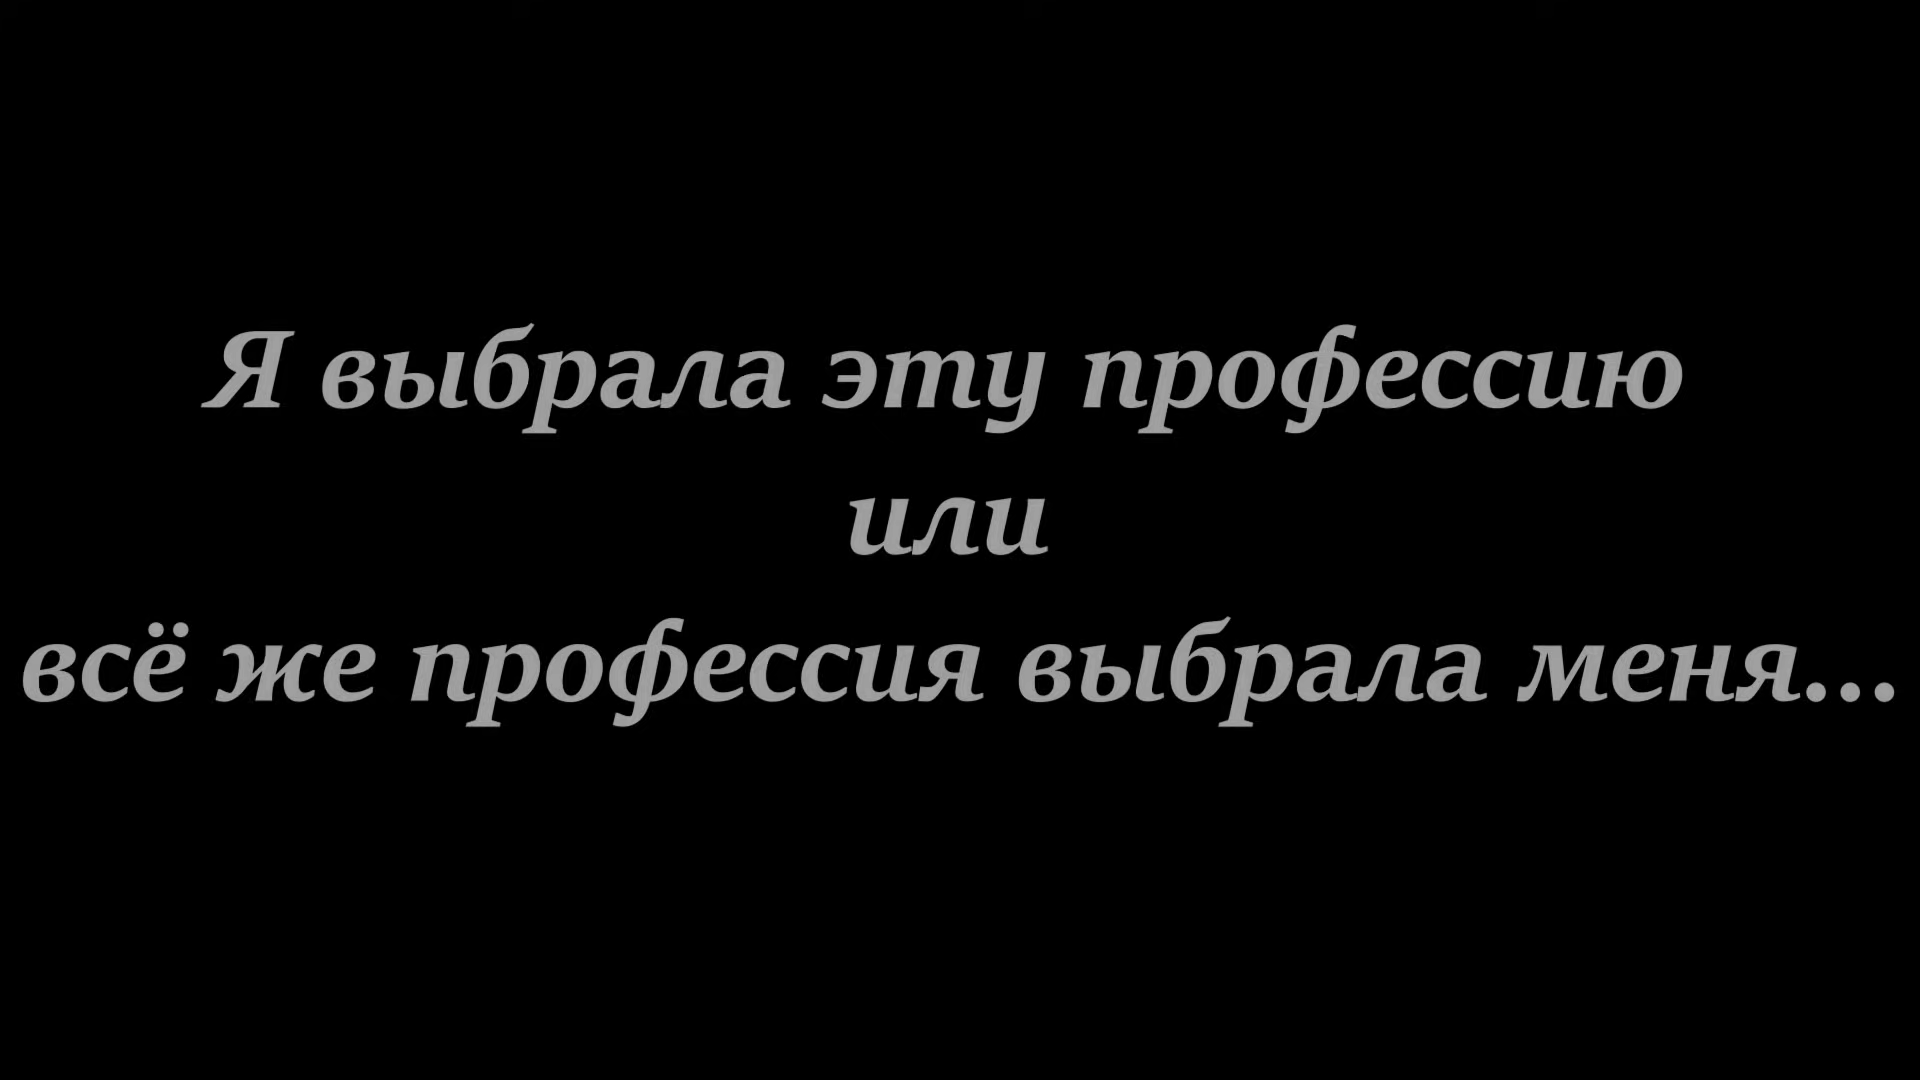 Я выбрала эту профессию
или
всё же профессия выбрала меня...